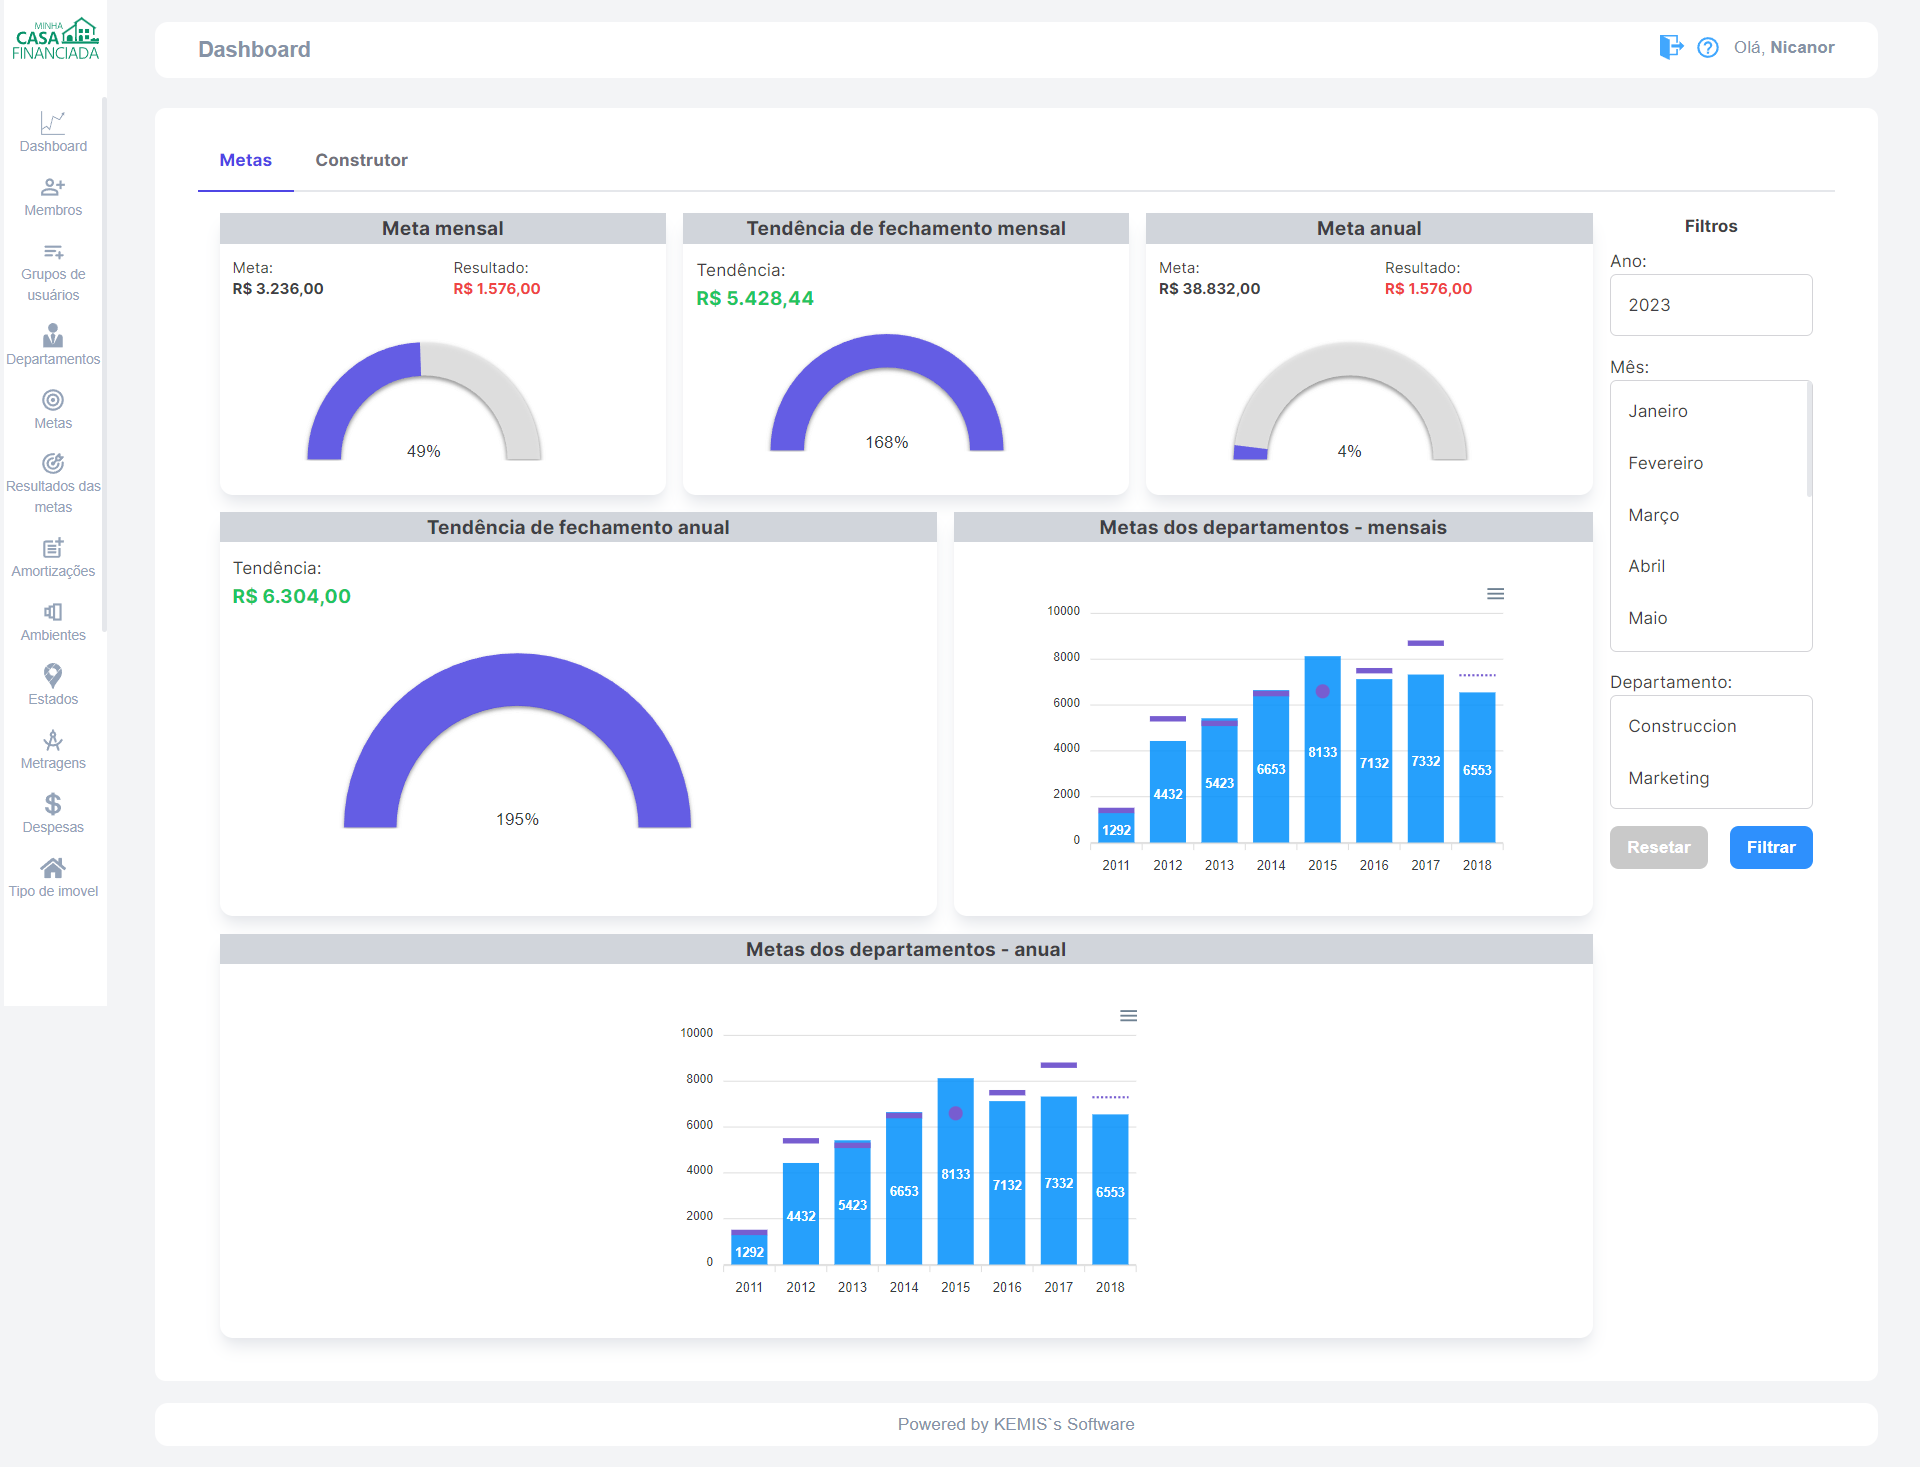 MINHA
CASA
FINANCIADA
Dashboard
Olá, Nicanor
Dashboard
Membros
Grupos de
usuários
Departamentos
Metas
Resultados das
metas
Amortizações
Ambientes
Estados
Metragens
Despesas
Tipo de imovel
Metas
Construtor
Meta mensal
Meta:
R$ 3.236,00
Resultado:
R$ 1.576,00
49%
Tendência de fechamento mensal
Tendência:
R$ 5.428,44
168%
Meta anual
Meta:
R$ 38.832,00
Resultado:
R$ 1.576,00
4%
Tendência de fechamento anual
Tendência:
R$ 6.304,00
195%
Metas dos departamentos - mensais
10000
8000
6000
4000
2000
0
1292
4432
5423
6653
8133
7132
7332
6553
2011 2012 2013 2014 2015 2016 2017 2018
Metas dos departamentos - anual
10000
8000
6000
4000
2000
0
1292
4432
5423
6653
8133
7132
7332
6553
2011 2012 2013 2014 2015 2016 2017 2018
Filtros
Ano:
2023
Mês:
Janeiro
Fevereiro
Março
Abril
Maio
Departamento:
Construccion
Marketing
Resetar
Filtrar
Powered by KEMIS`s Software